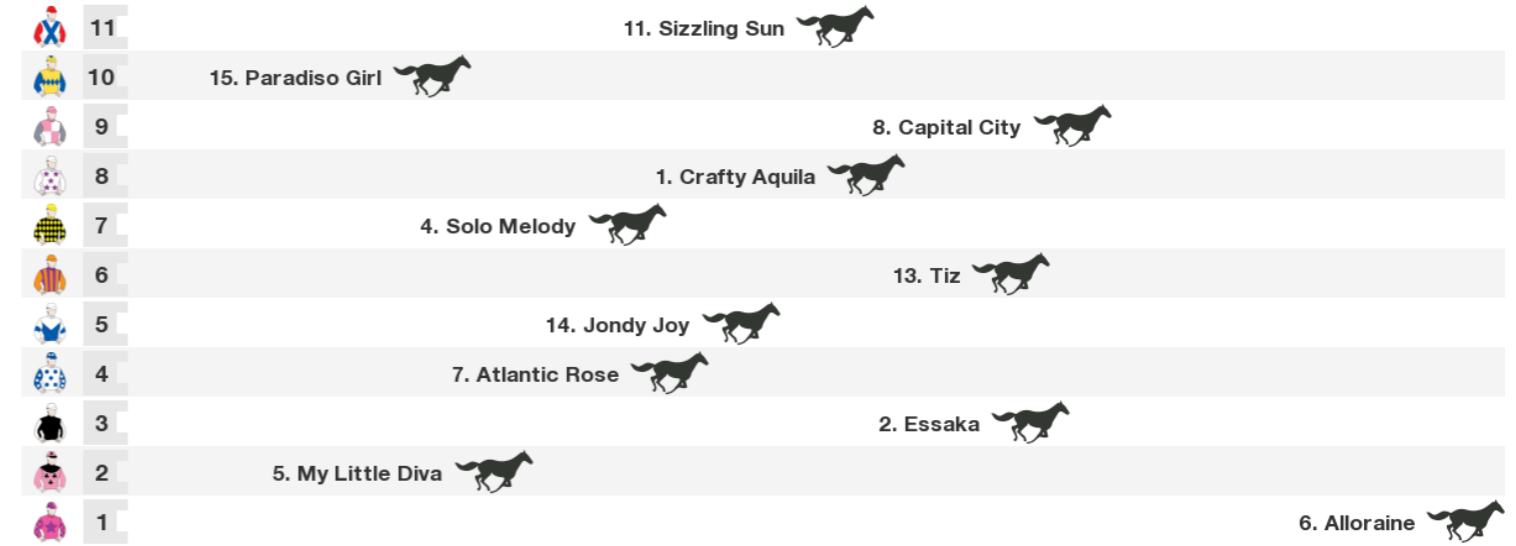 11 11. Sizzling Sun
10 15. Paradiso Girl
9 8. Capital City
8 1. Crafty Aquila
7 4. Solo Melody
6 13. Tiz
5 14. Jondy Joy
4 7. Atlantic Rose
3 2. Essaka
2 5. My Little Diva
1 6. Alloraine